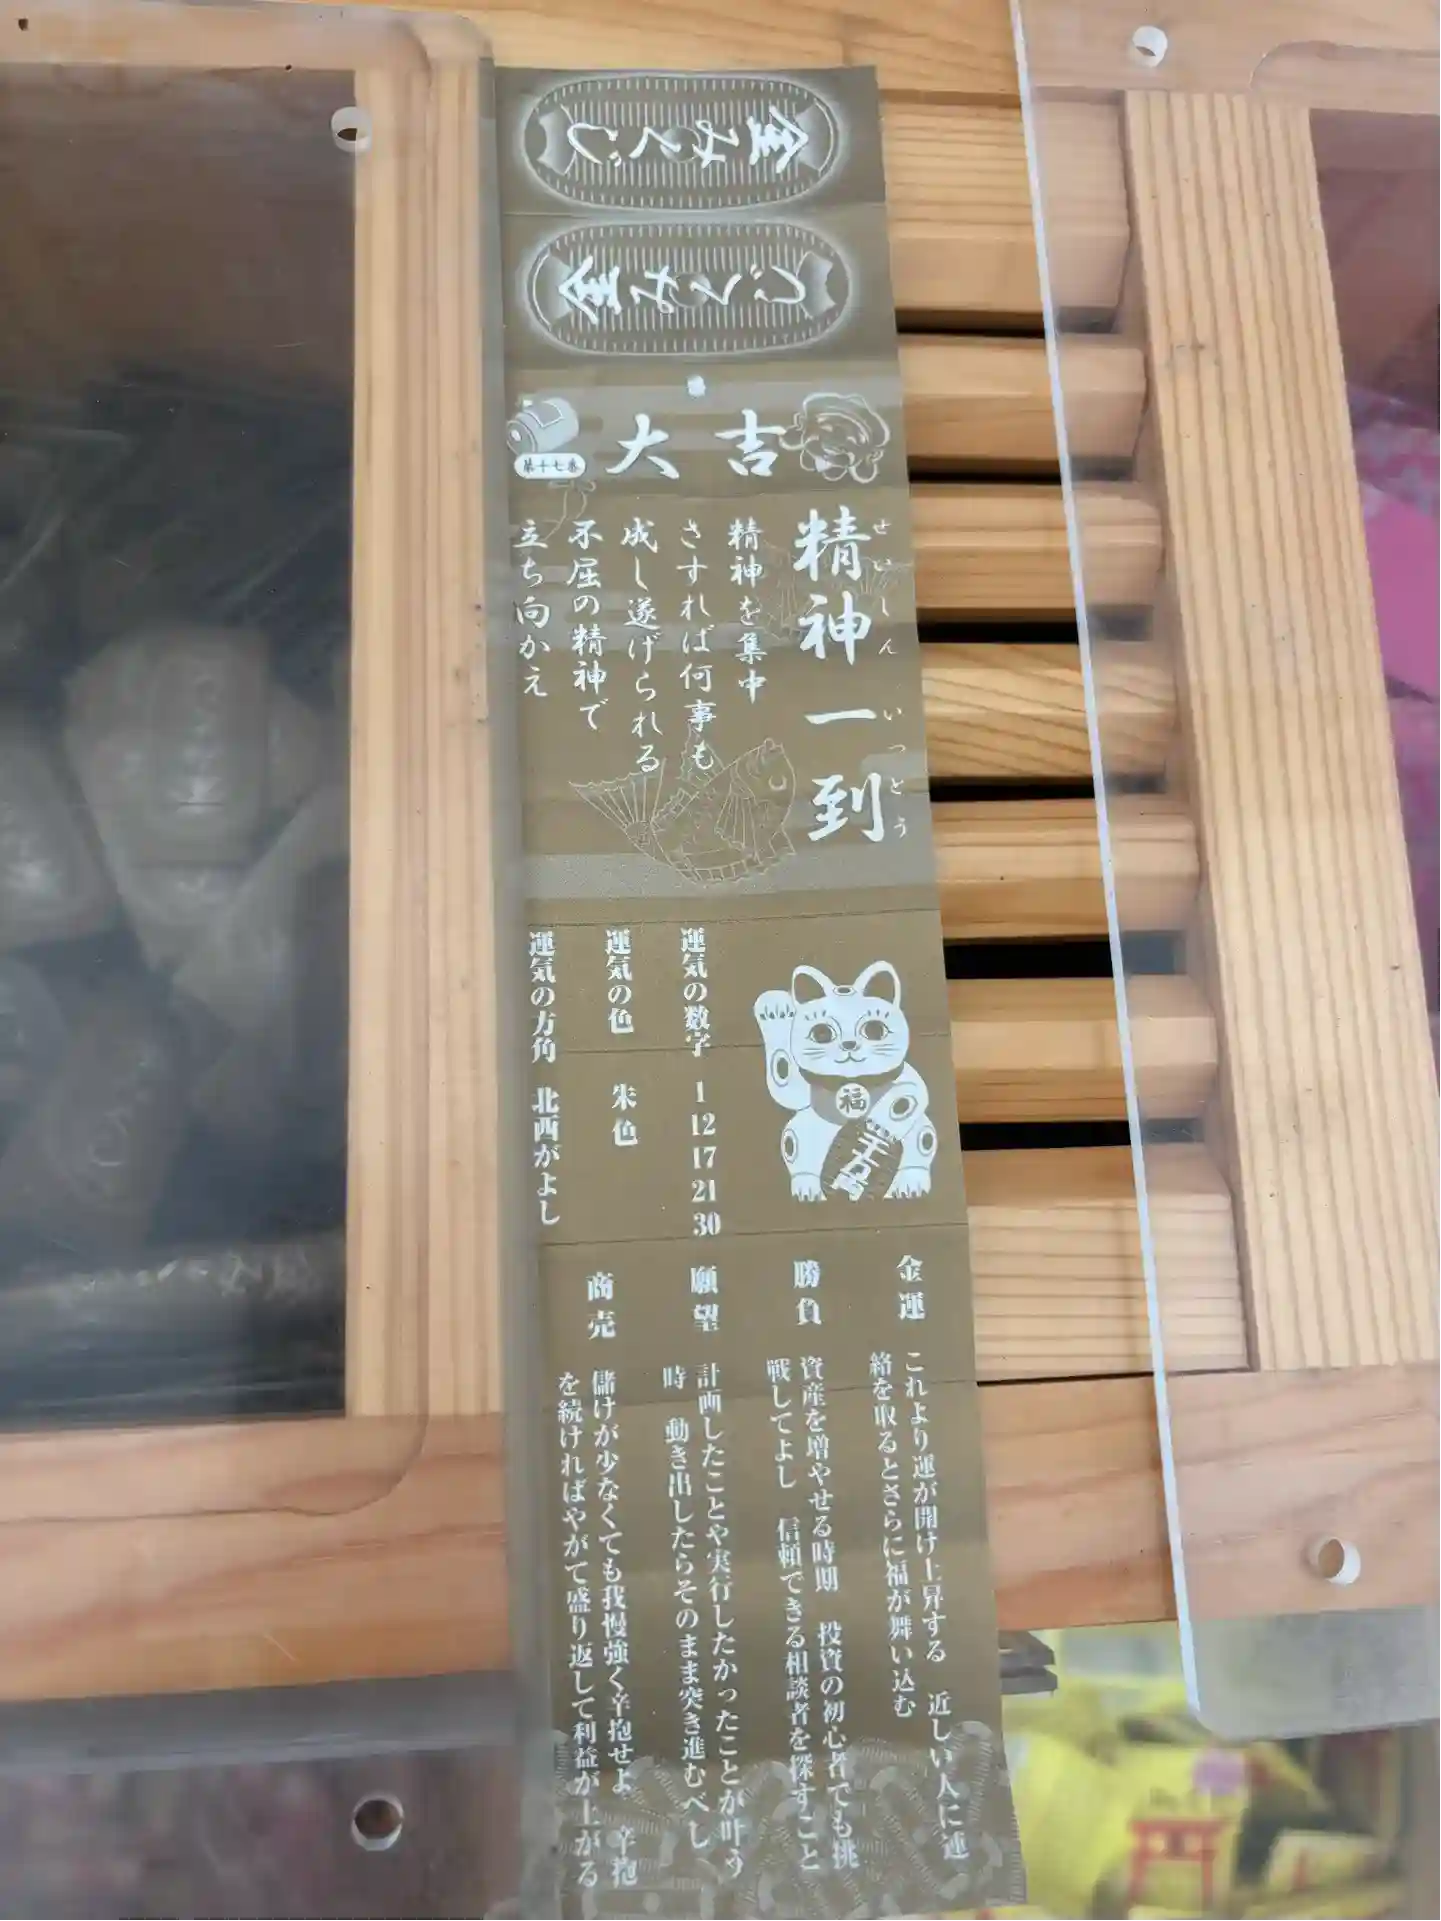 金みくじ
金みくじ
大吉
第十七番
精神一到
せいしんいっとう
精神を集中
さすれば何事も
成し遂げられる
不屈の精神で
立ち向かえ
福
千万両
運気の数字 1 12 17 21 30
運気の色 朱色
運気の方角 北西がよし
金運 これより運が開け上昇する 近しい人に連
絡を取るとさらに福が舞い込む
勝負 資産を増やせる時期 投資の初心者でも挑
戦してよし 信頼できる相談者を探すこと
願望 計画したことや実行したかったことが叶う
時 動き出したらそのまま突き進むべし
商売 儲けが少なくても我慢強く辛抱せよ 辛抱
を続ければやがて盛り返して利益が上がる